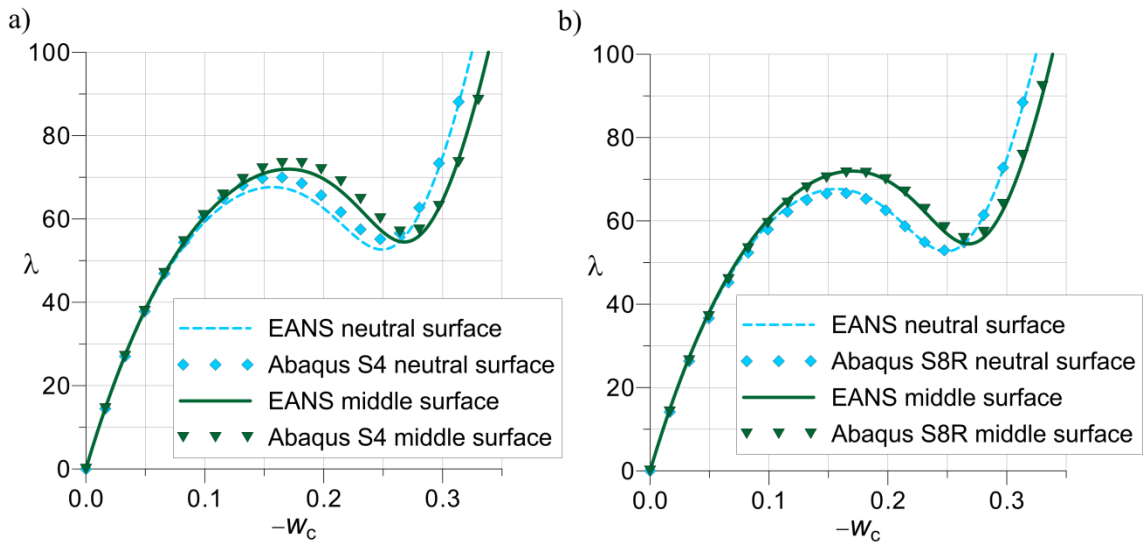 a)
100
80
60
λ
40
20
0
0.0 0.1 0.2 0.3
−wc
EANS neutral surface
Abaqus S4 neutral surface
EANS middle surface
Abaqus S4 middle surface
b)
100
80
60
λ
40
20
0
0.0 0.1 0.2 0.3
−wc
EANS neutral surface
Abaqus S8R neutral surface
EANS middle surface
Abaqus S8R middle surface